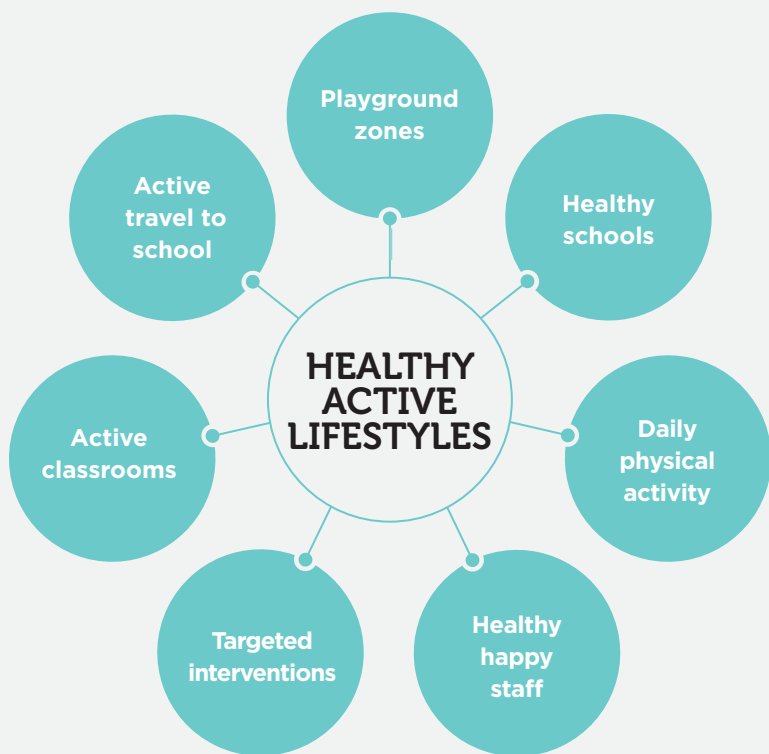 Playground
zones
Healthy
schools
Daily
physical
activity
Healthy
happy
staff
Targeted
interventions
Active
classrooms
Active
travel to
school
HEALTHY
ACTIVE
LIFESTYLES